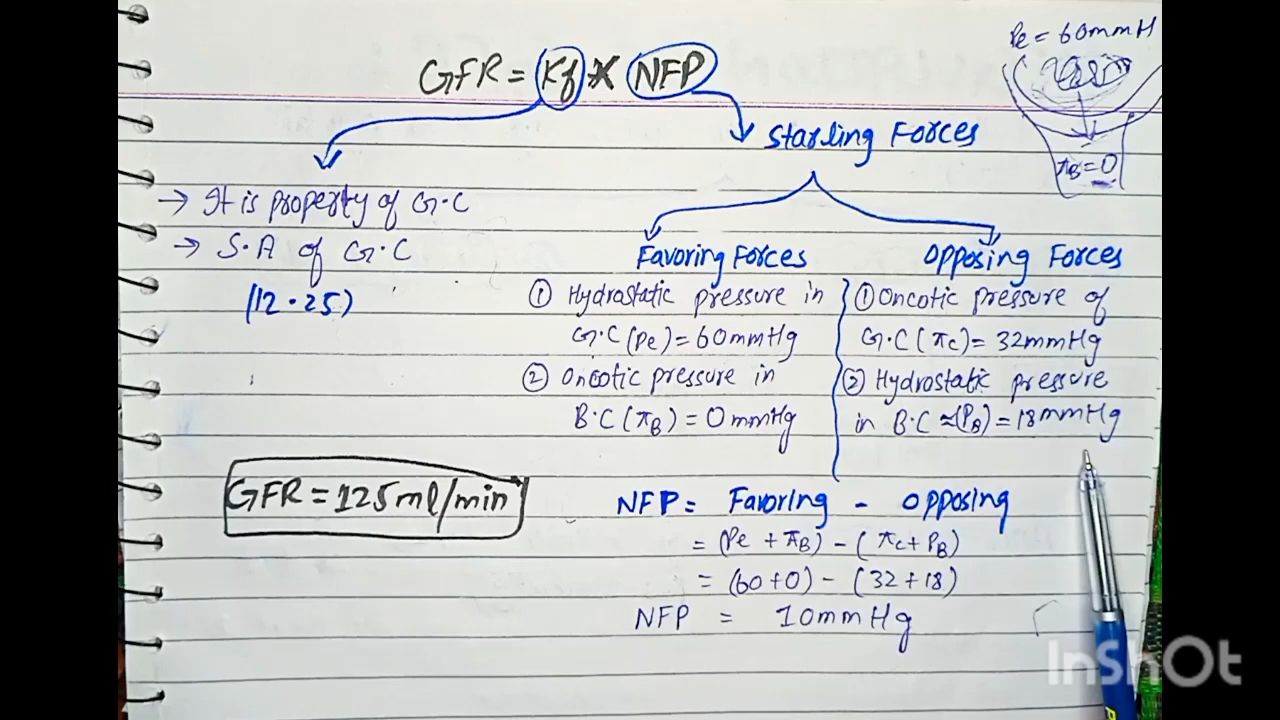 GFR = Kf * NFP
Pc = 60mmH
πB = 0
Starling Forces
→ It is property of G.C
→ S.A of G.C
(12.25)
Favoring Forces
① Hydrostatic pressure in
G.C (Pc) = 60mmHg
② Oncotic pressure in
B.C (πB) = 0mmHg
Opposing Forces
① Oncotic pressure of
G.C (πc) = 32mmHg
② Hydrostatic pressure
in B.C (PB) = 18mmHg
GFR = 125ml/min
NFP = Favoring - opposing
= (Pc + πB) - (πc + PB)
= (60+0) - (32+18)
NFP = 10mmHg
InShOt